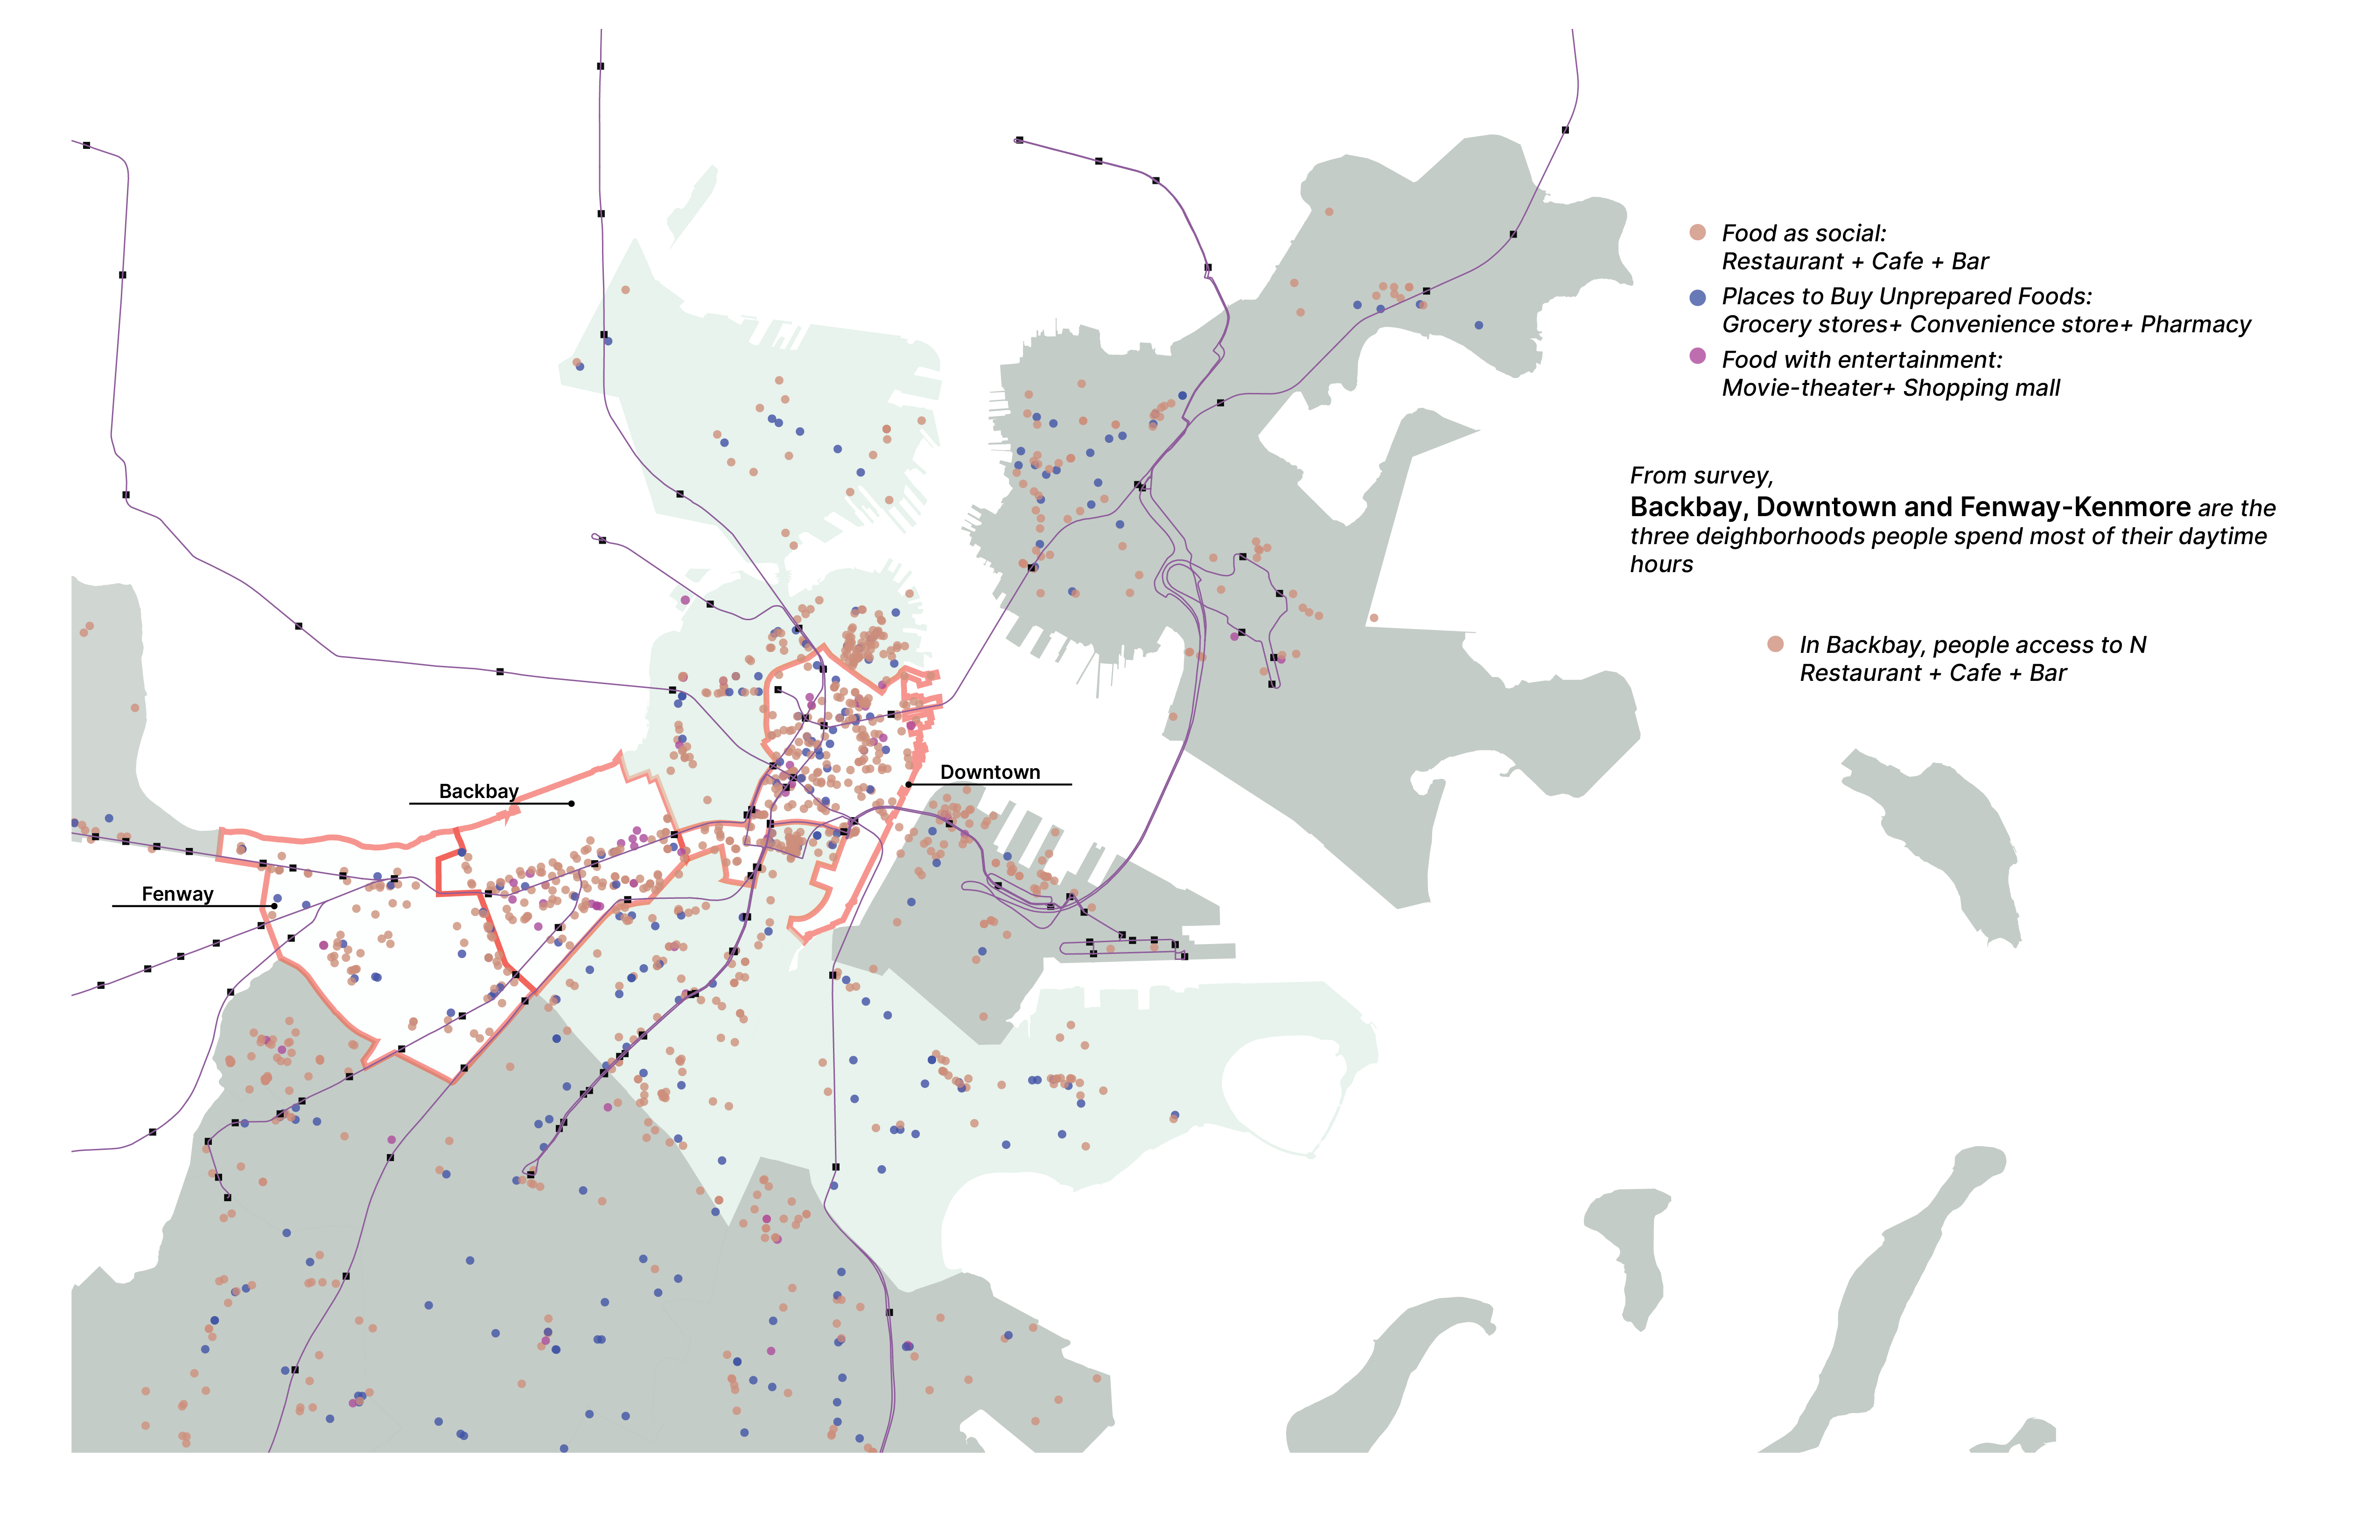 Food as social:
Restaurant + Cafe + Bar
Places to Buy Unprepared Foods:
Grocery stores+ Convenience store+ Pharmacy
Food with entertainment:
Movie-theater+ Shopping mall
From survey,
Backbay, Downtown and Fenway-Kenmore are the
three deighborhoods people spend most of their daytime
hours
In Backbay, people access to N
Restaurant + Cafe + Bar
Downtown
Backbay
Fenway